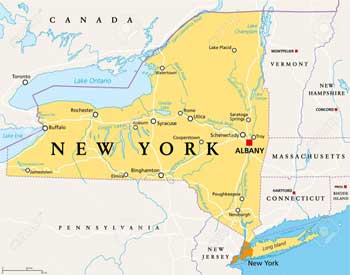 CANADA
Lake Placid
MONTPELIER
VERMONT
Watertown
Toronto
Lake Ontario
NEW
HAMPSHIRE
CONCORD
Rochester
Rome
Utica
Saratoga
Springs
Lake Erie
Buffalo
Auburn
Syracuse
Schenectady
Troy
Cooperstown
NEW YORK
ALBANY
MASSACHUSETTS
Jamestown
Elmira
Binghamton
HARTFORD
PROV.
RHODE
ISLAND
CONNECTICUT
Poughkeepsie
Newburgh
PENNSYLVANIA
NEW
JERSEY
Long Island
New York